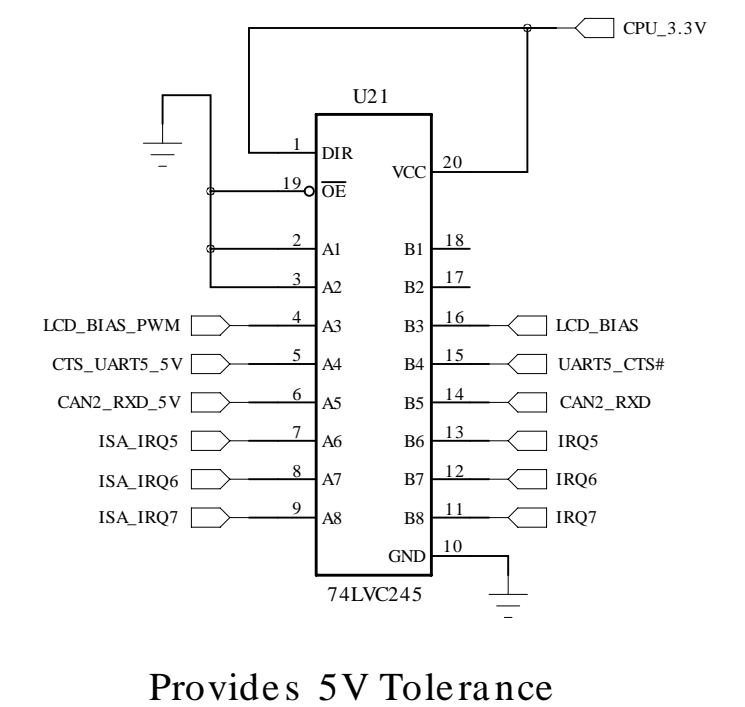 CPU_3.3V
U21
1 DIR
VCC 20
19 OE
2 A1 B1 18
3 A2 B2 17
LCD_BIAS_PWM 4 A3 B3 16 LCD_BIAS
CTS_UART5_5V 5 A4 B4 15 UART5_CTS#
CAN2_RXD_5V 6 A5 B5 14 CAN2_RXD
ISA_IRQ5 7 A6 B6 13 IRQ5
ISA_IRQ6 8 A7 B7 12 IRQ6
ISA_IRQ7 9 A8 B8 11 IRQ7
GND 10
74LVC245
Provides 5V Tolerance